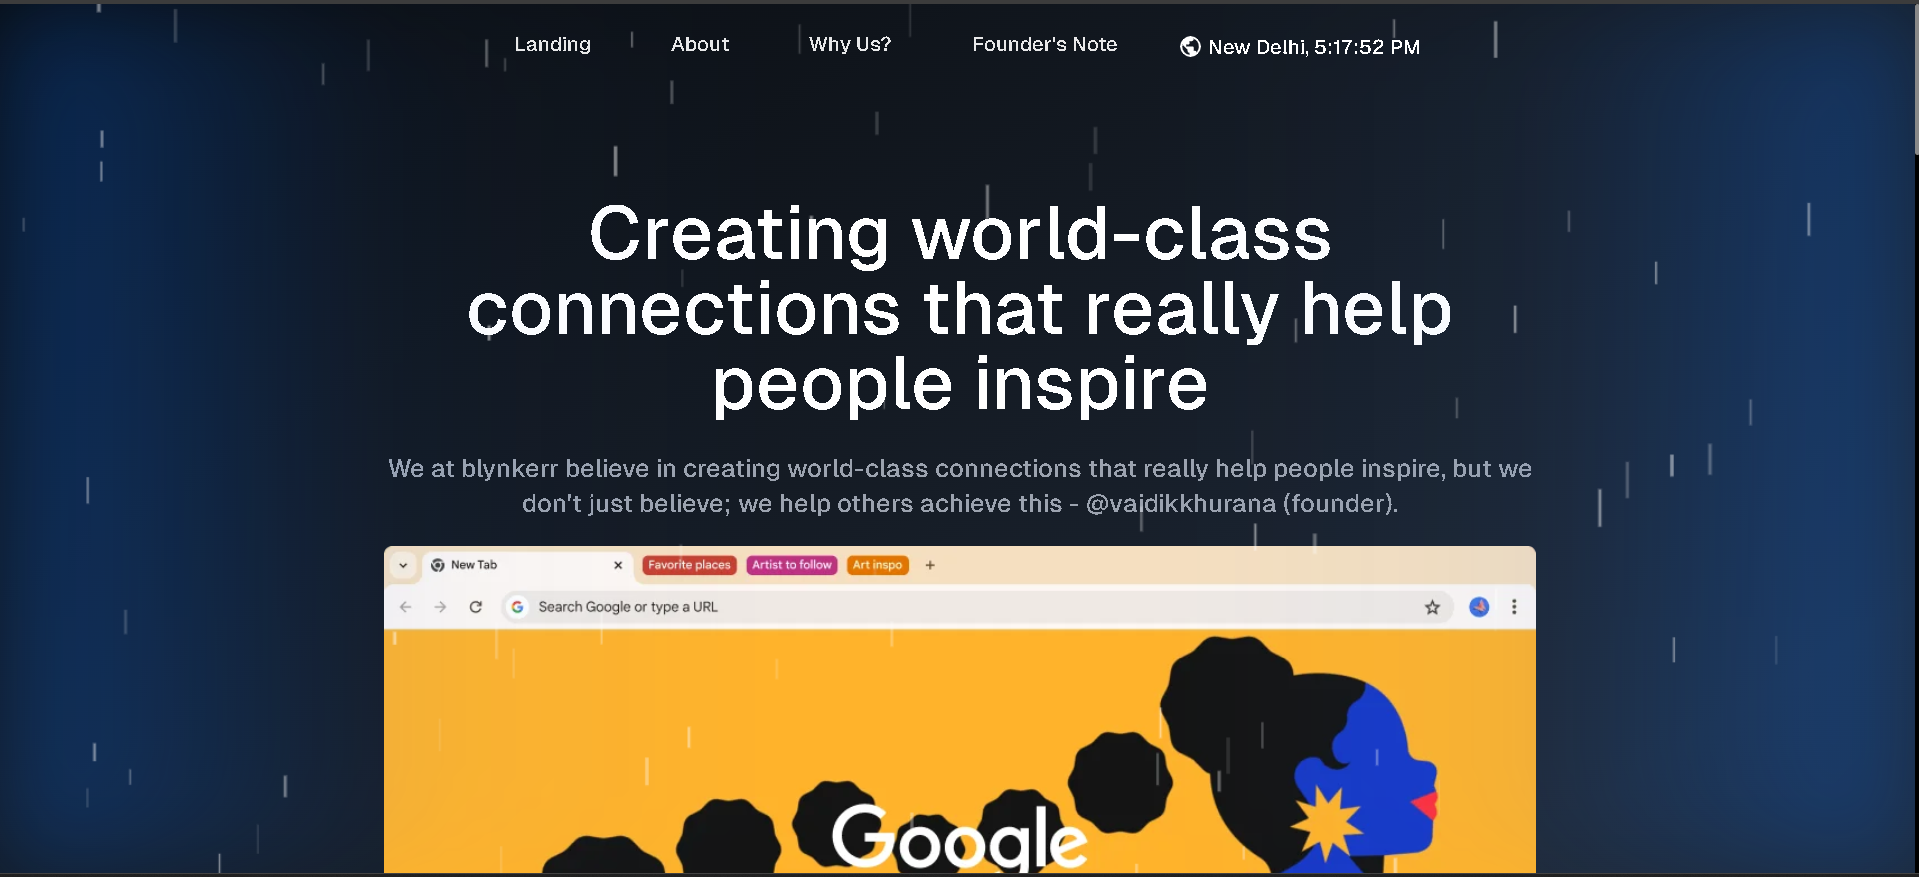 Landing About Why Us? Founder's Note New Delhi, 5:17:52 PM
Creating world-class
connections that really help
people inspire
We at blynkerr believe in creating world-class connections that really help people inspire, but we
don't just believe; we help others achieve this - @vaidikkhurana (founder).
New Tab Favorite places Artist to follow Art inspo
Search Google or type a URL
Google